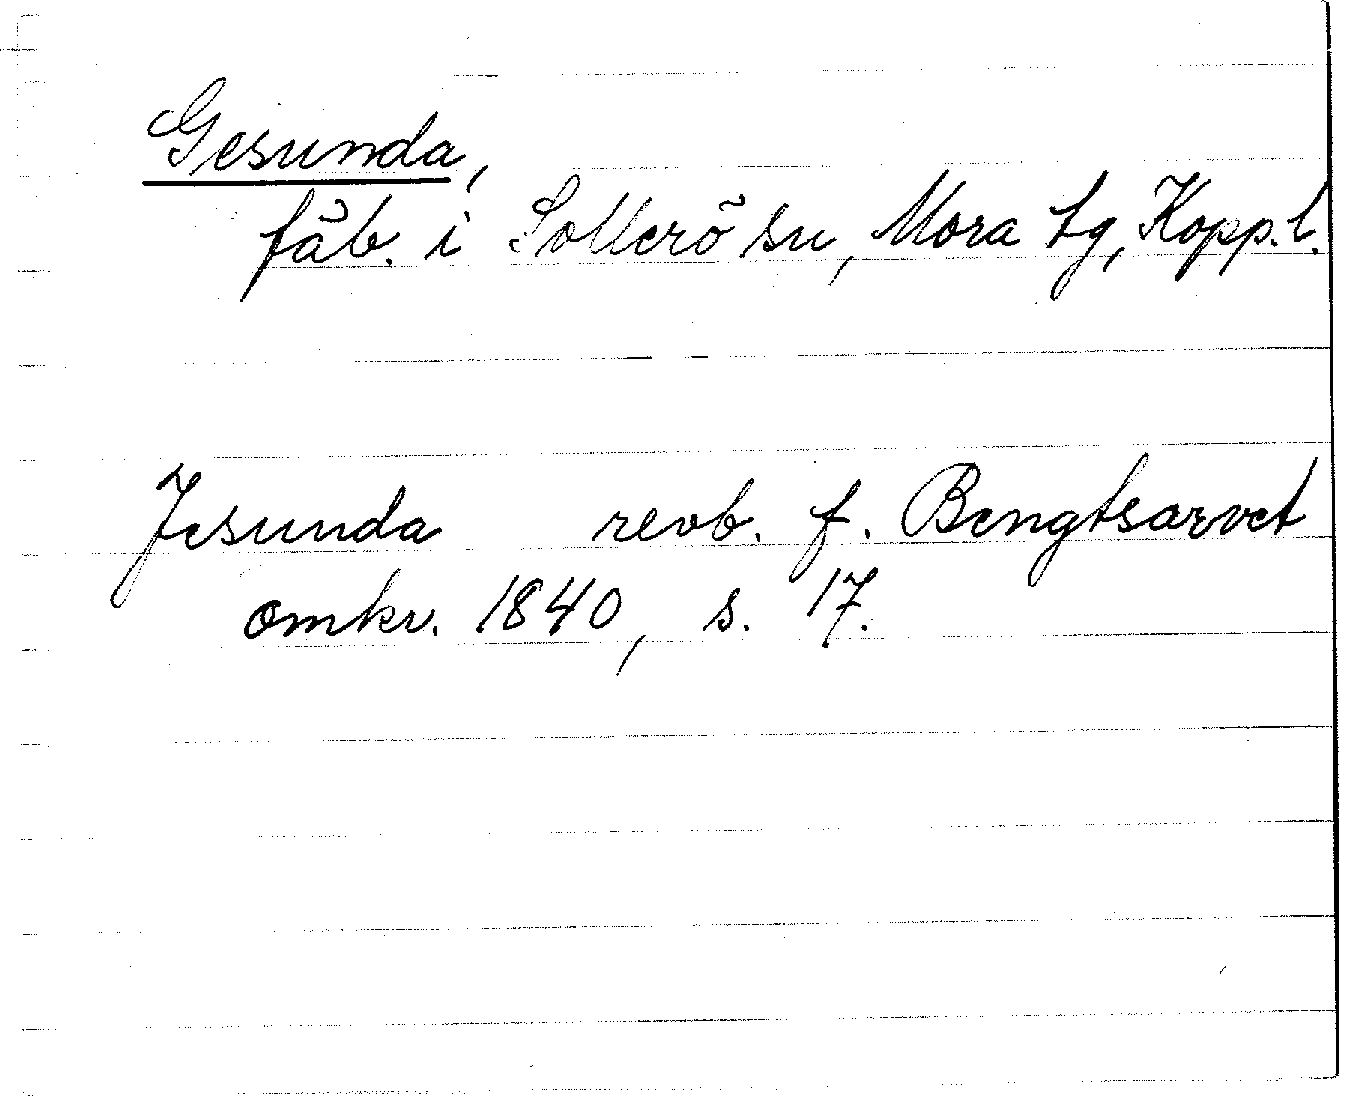 Gesunda,
fäb. i Sollerö sn, Mora tg, Kopp. l.
Jesunda revb. f. Bengtsarvet
omkr. 1840, s. 17.